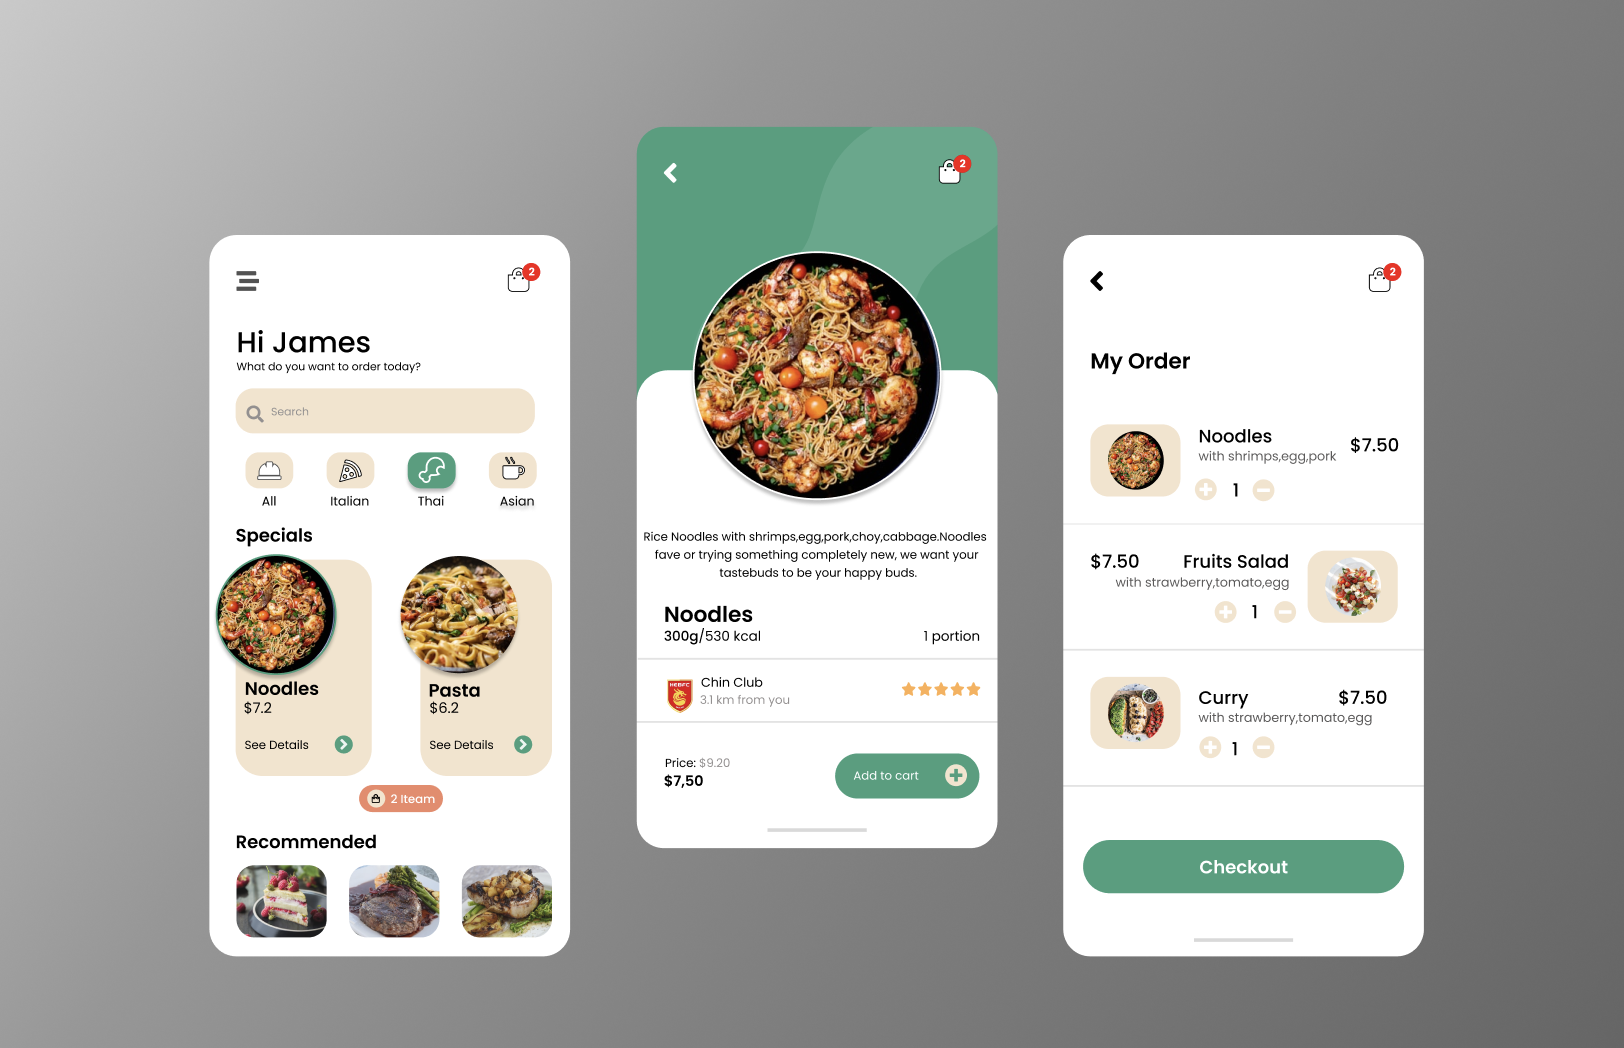 2
Hi James
What do you want to order today?
Search
All
Italian
Thai
Asian
Specials
Noodles
$7.2
See Details
Pasta
$6.2
See Details
2 Iteam
Recommended
2
Rice Noodles with shrimps,egg,pork,choy,cabbage.Noodles
fave or trying something completely new, we want your
tastebuds to be your happy buds.
Noodles
300g/530 kcal
1 portion
HEBFC
Chin Club
3.1 km from you
Price: $9.20
$7,50
Add to cart
2
My Order
Noodles
$7.50
with shrimps,egg,pork
1
$7.50
Fruits Salad
with strawberry,tomato,egg
1
Curry
$7.50
with strawberry,tomato,egg
1
Checkout